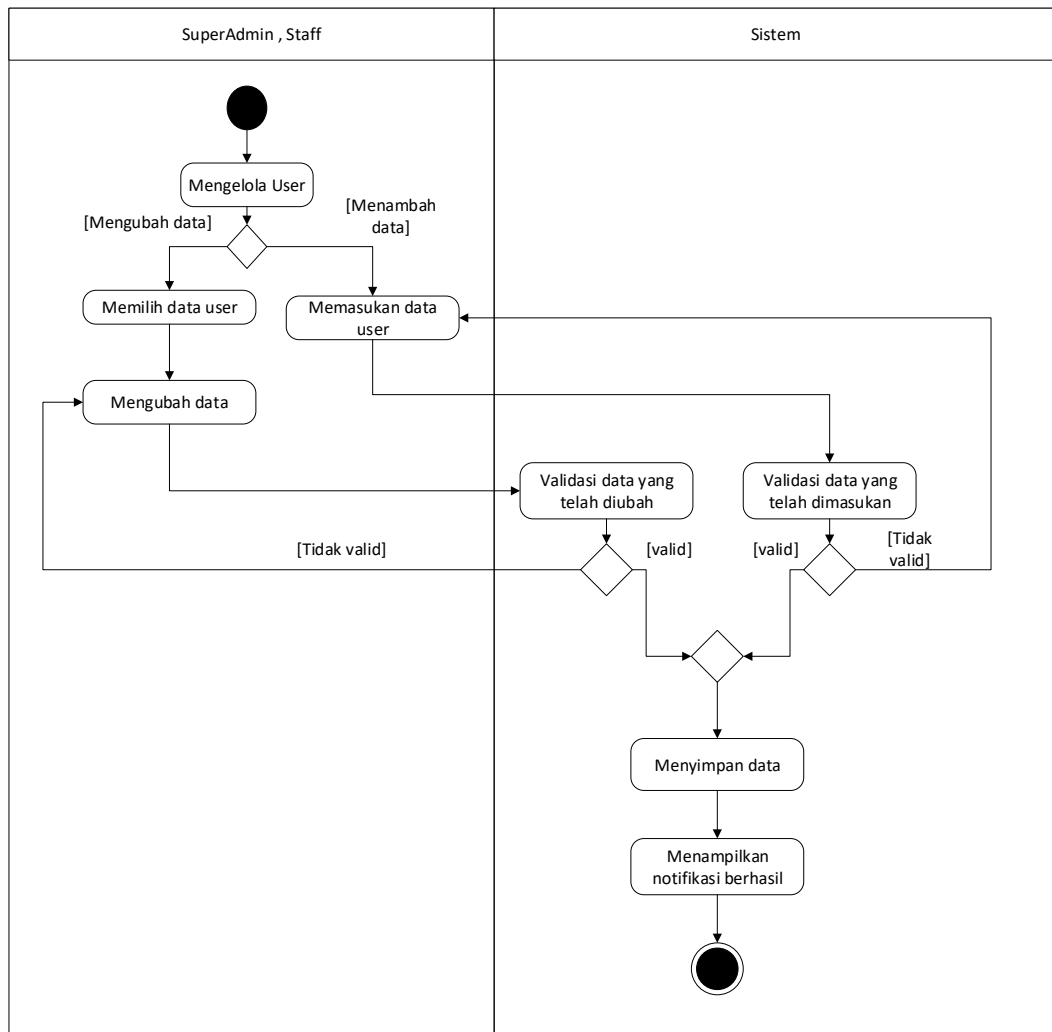 SuperAdmin , Staff
Sistem
Mengelola User
[Mengubah data]
[Menambah
data]
Memilih data user
Memasukan data
user
Mengubah data
Validasi data yang
telah diubah
Validasi data yang
telah dimasukan
[Tidak valid]
[valid]
[valid]
[Tidak
valid]
Menyimpan data
Menampilkan
notifikasi berhasil